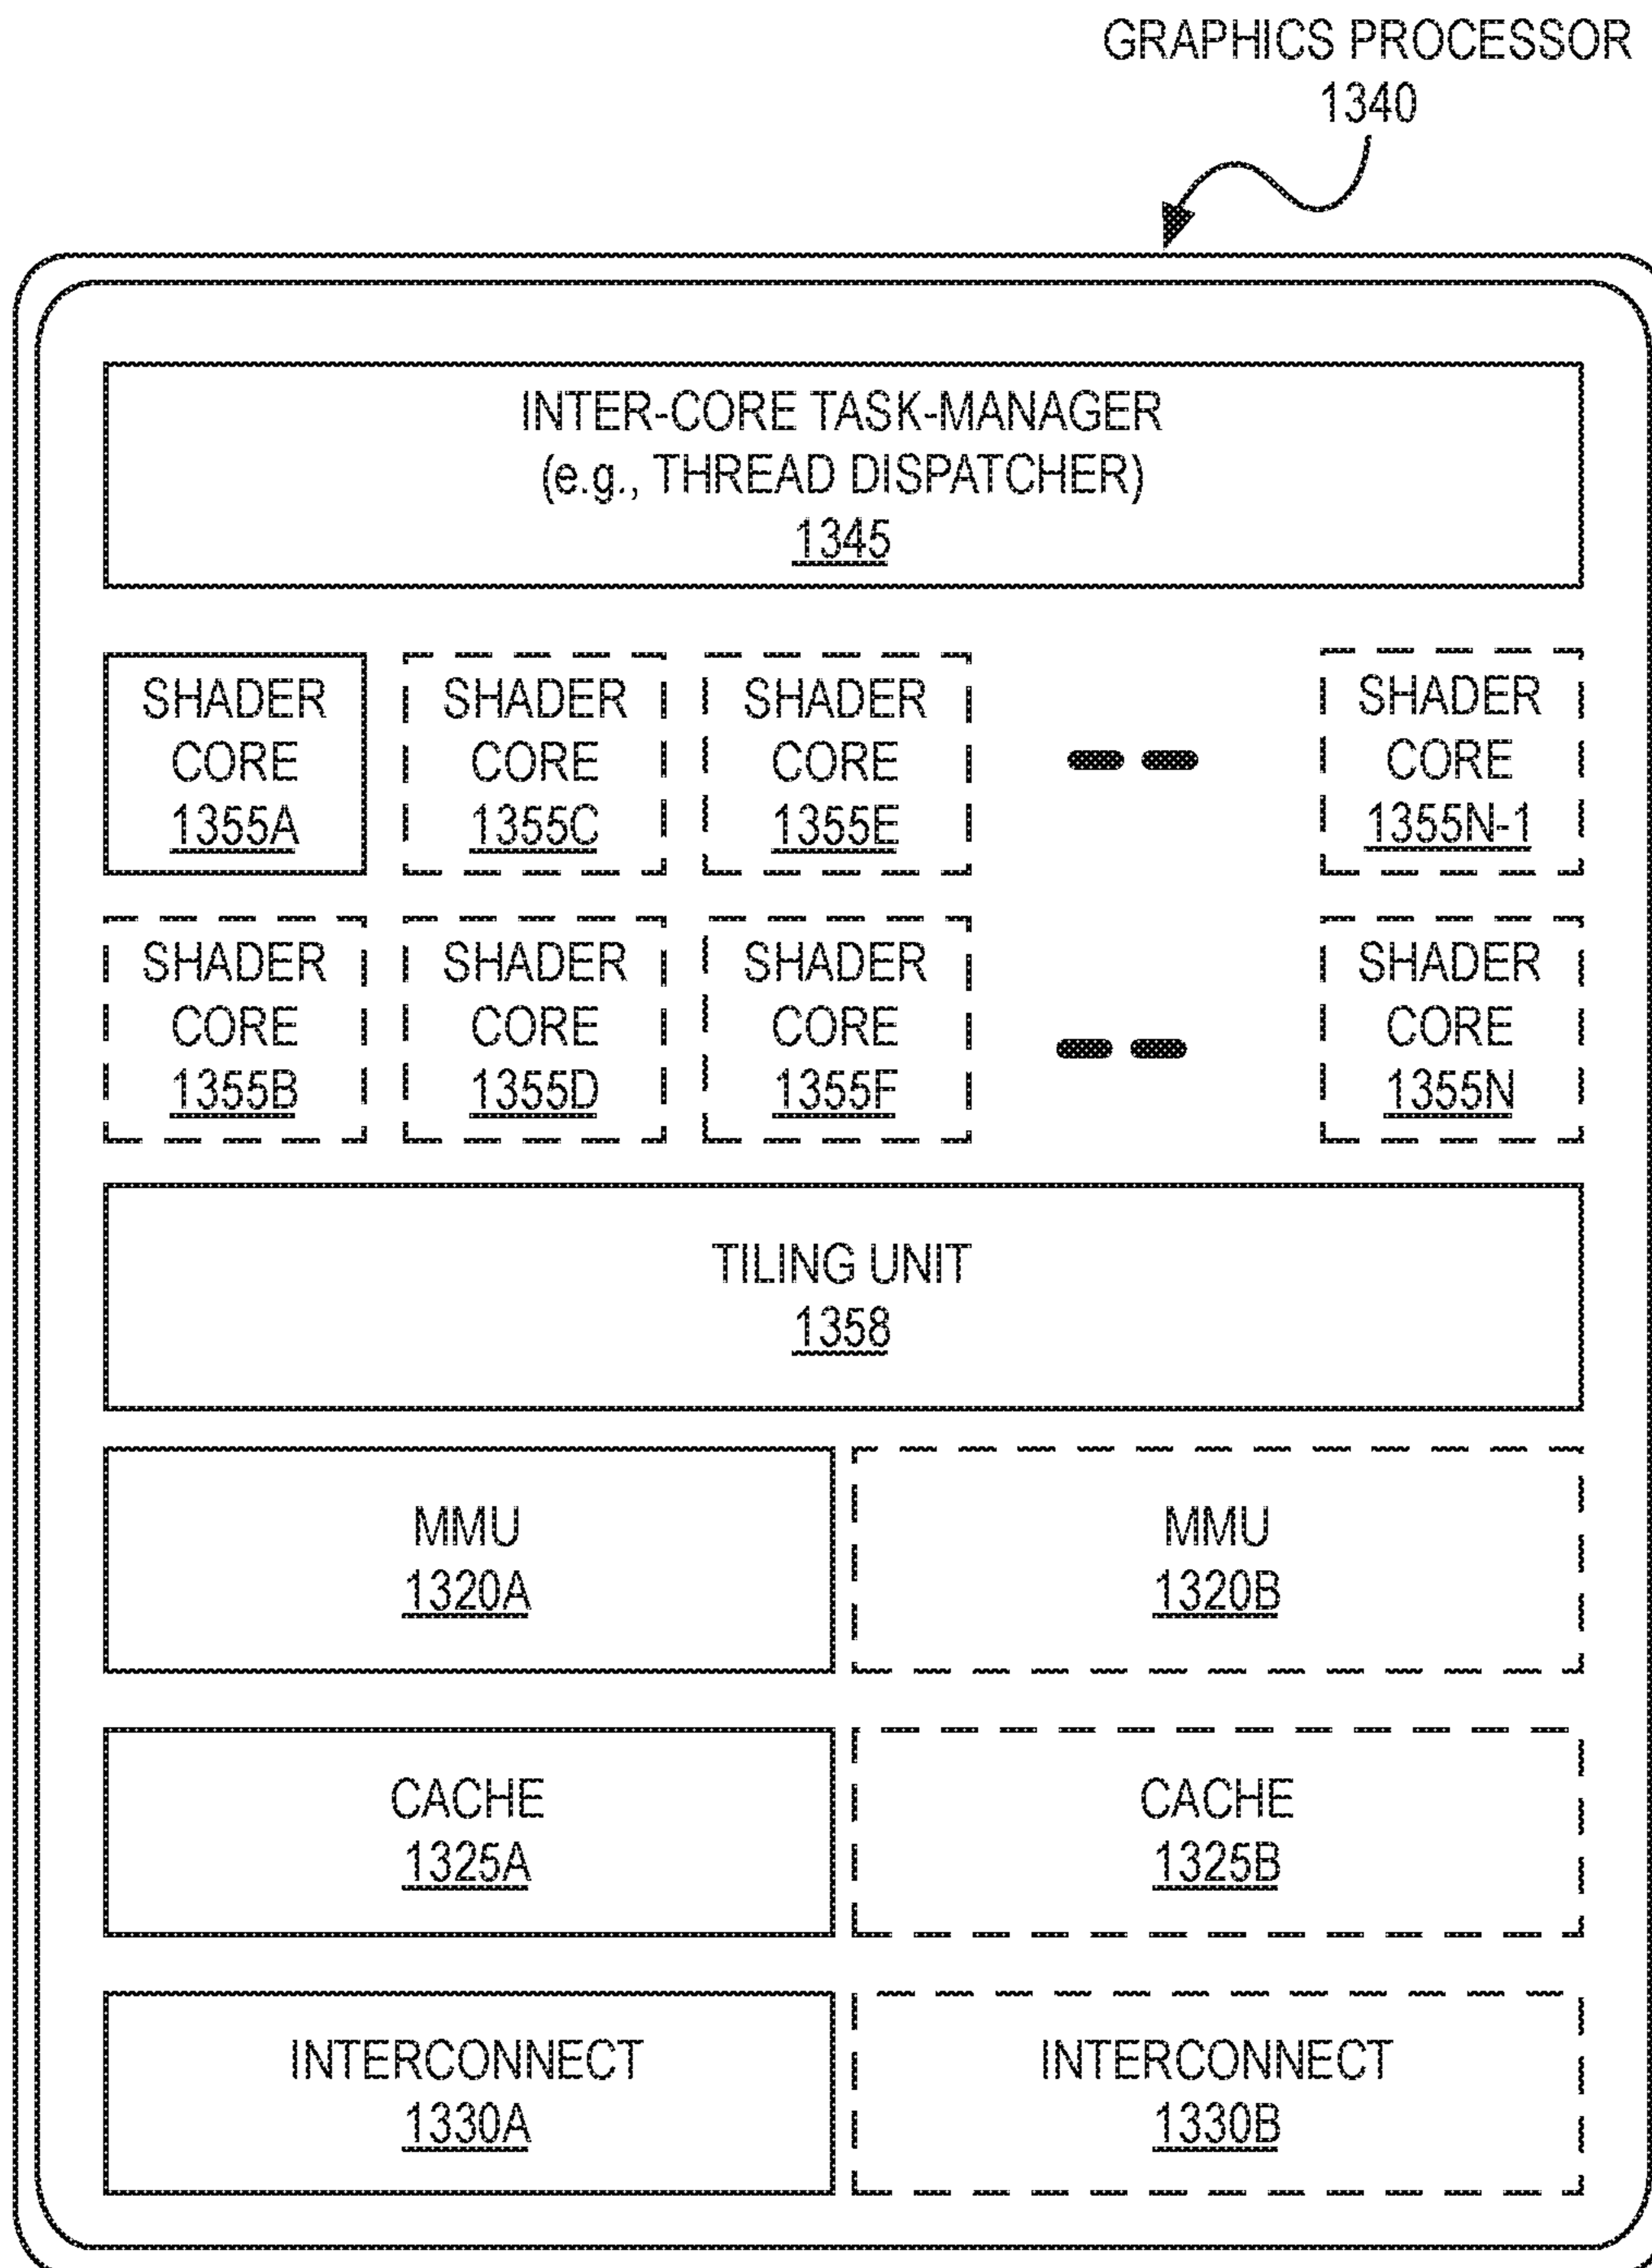 GRAPHICS PROCESSOR
1340
INTER-CORE TASK-MANAGER
(e.g., THREAD DISPATCHER)
1345
SHADER
CORE
1355A
SHADER
CORE
1355C
SHADER
CORE
1355E
SHADER
CORE
1355N-1
SHADER
CORE
1355B
SHADER
CORE
1355D
SHADER
CORE
1355F
SHADER
CORE
1355N
TILING UNIT
1358
MMU
1320A
MMU
1320B
CACHE
1325A
CACHE
1325B
INTERCONNECT
1330A
INTERCONNECT
1330B